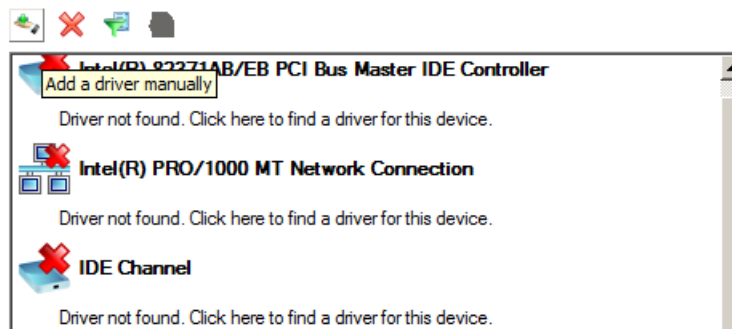 Intel(R) 82371AB/EB PCI Bus Master IDE Controller
Add a driver manually
Driver not found. Click here to find a driver for this device.
Intel(R) PRO/1000 MT Network Connection
Driver not found. Click here to find a driver for this device.
IDE Channel
Driver not found. Click here to find a driver for this device.